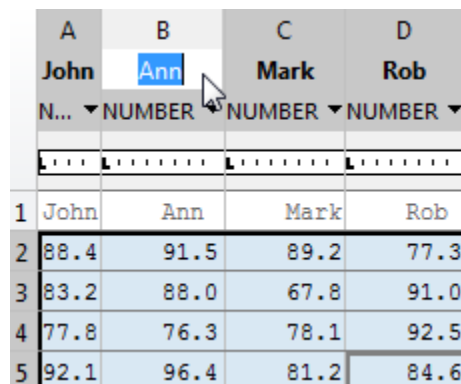 A B C D
John Ann Mark Rob
N... NUMBER NUMBER NUMBER
1 John Ann Mark Rob
2 88.4 91.5 89.2 77.3
3 83.2 88.0 67.8 91.0
4 77.8 76.3 78.1 92.5
5 92.1 96.4 81.2 84.6